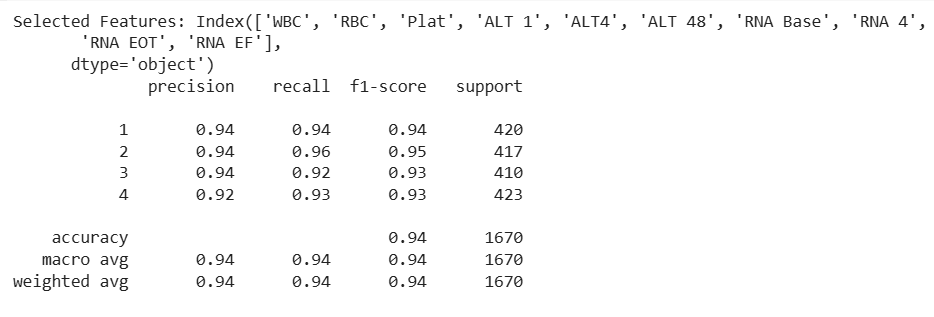 Selected Features: Index(['WBC', 'RBC', 'Plat', 'ALT 1', 'ALT4', 'ALT 48', 'RNA Base', 'RNA 4',
'RNA EOT', 'RNA EF'],
dtype='object')
precision recall f1-score support
1 0.94 0.94 0.94 420
2 0.94 0.96 0.95 417
3 0.94 0.92 0.93 410
4 0.92 0.93 0.93 423
accuracy 0.94 1670
macro avg 0.94 0.94 0.94 1670
weighted avg 0.94 0.94 0.94 1670